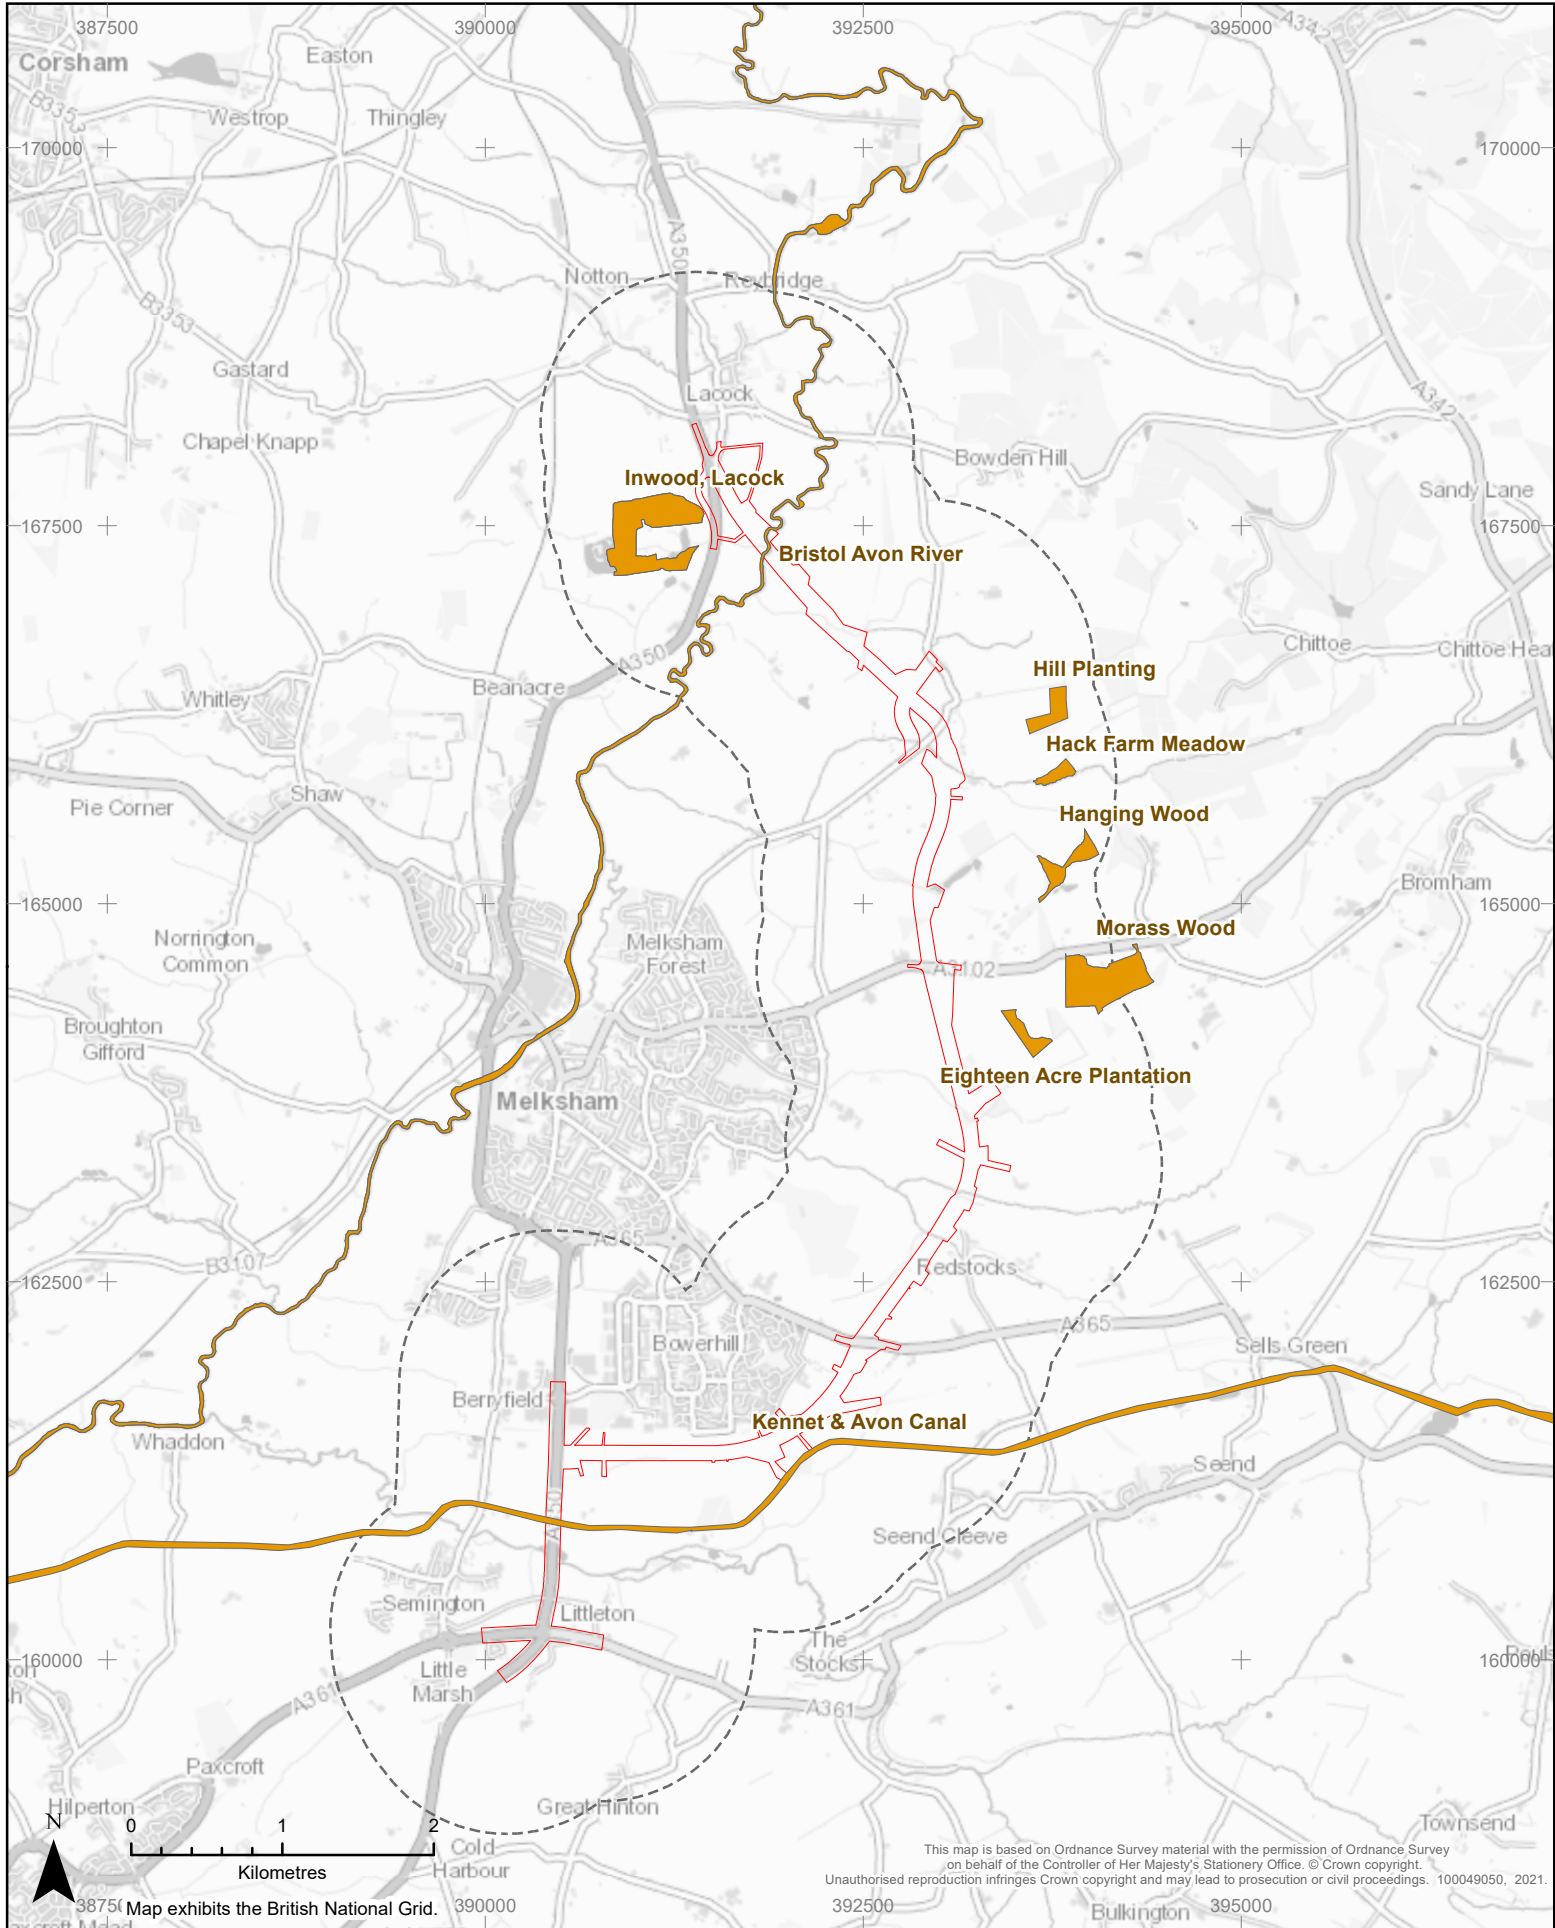 387500
390000
392500
395000
A342
Corsham
Easton
B3353
Westrop
Thingley
170000
170000
A350
Notton
Reybridge
B3353
Gastard
Lacock
A342
Chapel Knapp
Bowden Hill
Inwood, Lacock
Sandy Lane
167500
167500
Bristol Avon River
Chittoe
Chittoe Hea
A350
Hill Planting
Beanacre
Whitley
Hack Farm Meadow
Shaw
Pie Corner
Hanging Wood
Bromham
165000
165000
Morass Wood
Norrington
Common
Melksham
Forest
A3102
Broughton
Gifford
Eighteen Acre Plantation
Melksham
A365
B3107
Redstocks
162500
162500
A365
Bowerhill
Sells Green
Berryfield
Kennet & Avon Canal
Whaddon
Seend
A350
Seend Cleeve
Semington
Littleton
The
Stocks
160000
160000
Little
Marsh
A361
A361
Paxcroft
Hilperton
Great Hinton
Townsend
N
0
1
2
Kilometres
Cold
Harbour
This map is based on Ordnance Survey material with the permission of Ordnance Survey
on behalf of the Controller of Her Majesty's Stationery Office. © Crown copyright.
Unauthorised reproduction infringes Crown copyright and may lead to prosecution or civil proceedings. 100049050, 2021.
Map exhibits the British National Grid.
390000
392500
395000
Bulkington